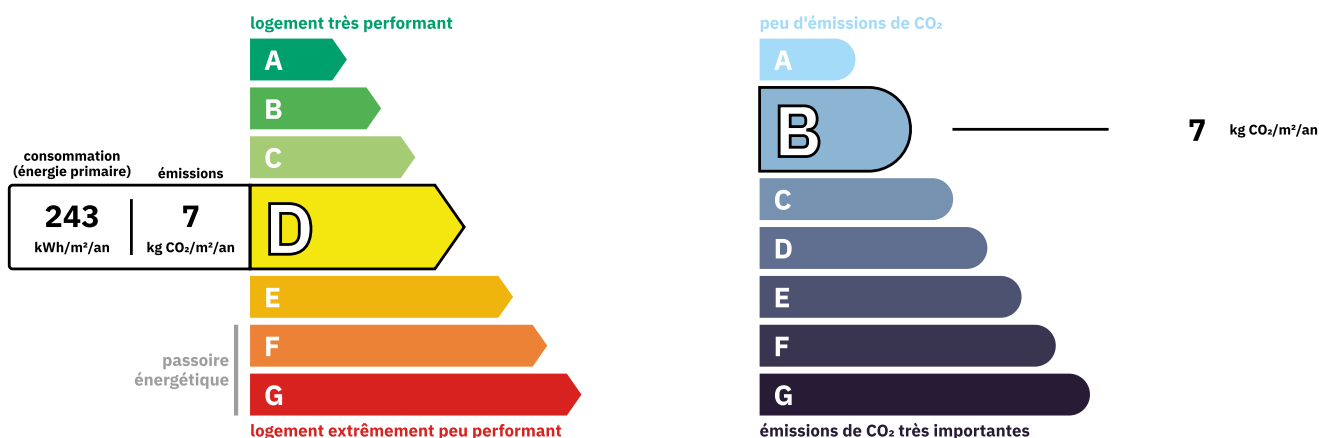 logement très performant
A
B
C
consommation
(énergie primaire)
émissions
243
kWh/m²/an
7
kg CO₂/m²/an
D
E
F
G
passoire
énergétique
logement extrêmement peu performant
peu d'émissions de CO₂
A
B
7 kg CO₂/m²/an
C
D
E
F
G
émissions de CO₂ très importantes